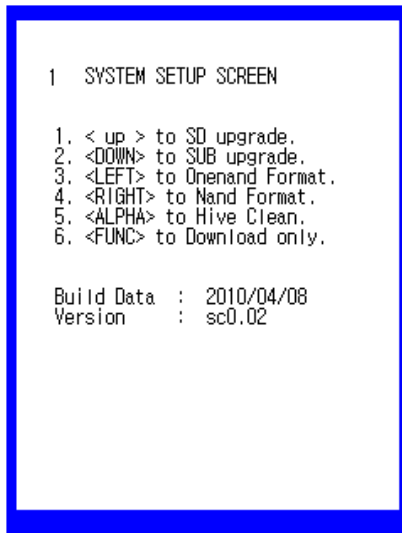 1 SYSTEM SETUP SCREEN
1. < up > to SD upgrade.
2. <DOWN> to SUB upgrade.
3. <LEFT> to Onenand Format.
4. <RIGHT> to Nand Format.
5. <ALPHA> to Hive Clean.
6. <FUNC> to Download only.
Build Data : 2010/04/08
Version : sc0.02